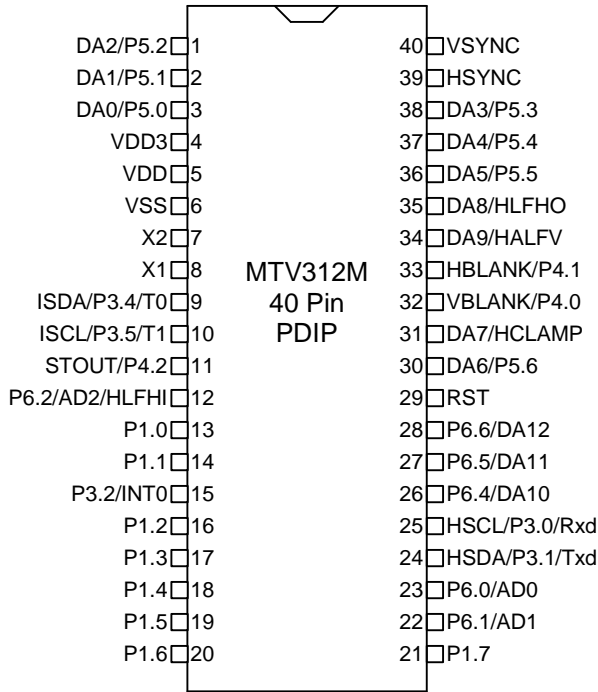 DA2/P5.2 1 40 VSYNC
DA1/P5.1 2 39 HSYNC
DA0/P5.0 3 38 DA3/P5.3
VDD3 4 37 DA4/P5.4
VDD 5 36 DA5/P5.5
VSS 6 35 DA8/HLFHO
X2 7 34 DA9/HALFV
X1 8 MTV312M 33 HBLANK/P4.1
ISDA/P3.4/T0 9 40 Pin 32 VBLANK/P4.0
ISCL/P3.5/T1 10 PDIP 31 DA7/HCLAMP
STOUT/P4.2 11 30 DA6/P5.6
P6.2/AD2/HLFHI 12 29 RST
P1.0 13 28 P6.6/DA12
P1.1 14 27 P6.5/DA11
P3.2/INT0 15 26 P6.4/DA10
P1.2 16 25 HSCL/P3.0/Rxd
P1.3 17 24 HSDA/P3.1/Txd
P1.4 18 23 P6.0/AD0
P1.5 19 22 P6.1/AD1
P1.6 20 21 P1.7